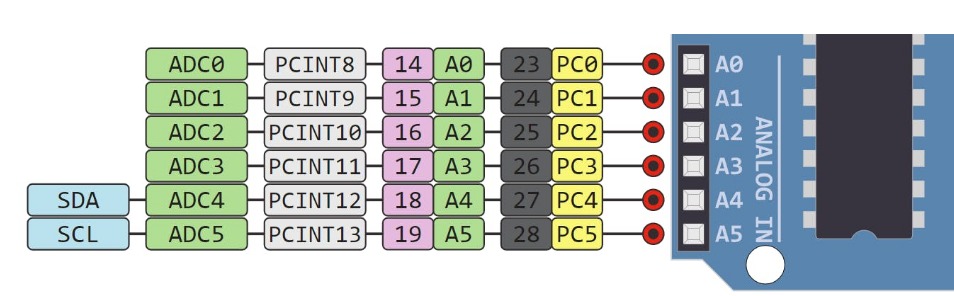 ADC0 PCINT8 14 A0 23 PC0 A0
ADC1 PCINT9 15 A1 24 PC1 A1
ADC2 PCINT10 16 A2 25 PC2 A2
ADC3 PCINT11 17 A3 26 PC3 A3
SDA ADC4 PCINT12 18 A4 27 PC4 A4
SCL ADC5 PCINT13 19 A5 28 PC5 A5
ANALOG IN